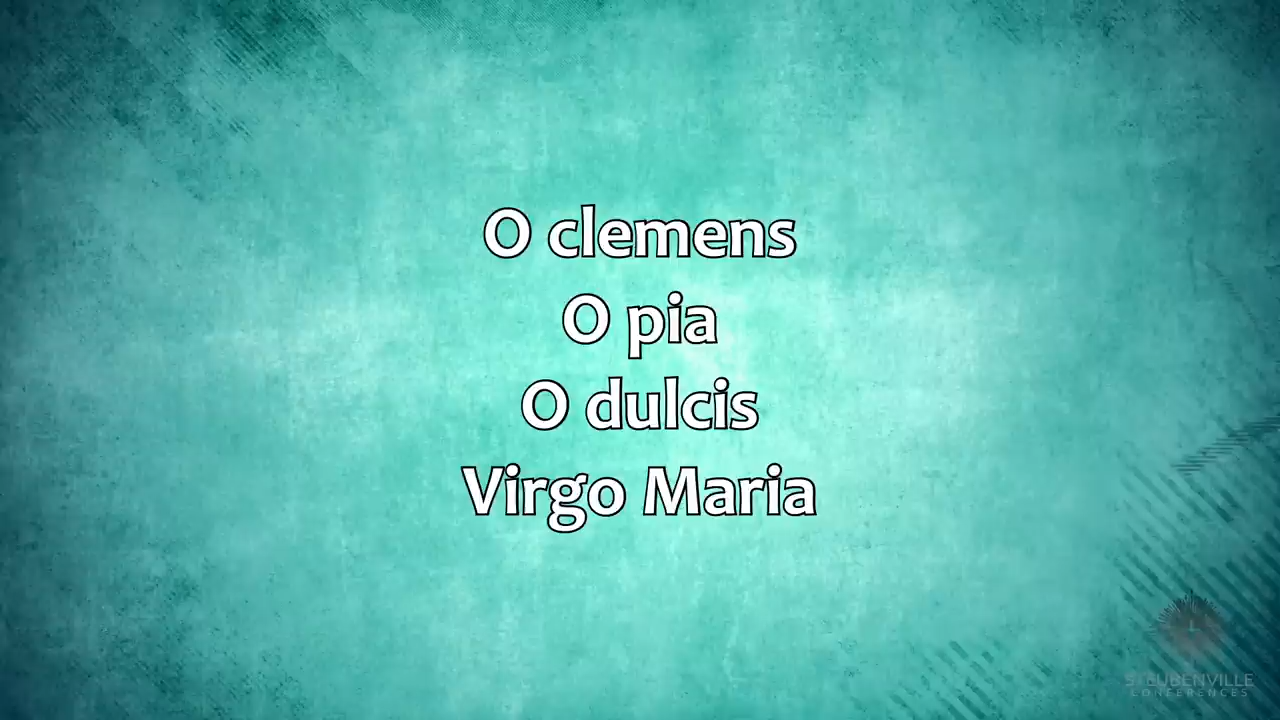 O clemens
O pia
O dulcis
Virgo Maria
STEUBENVILLE
CONFERENCES